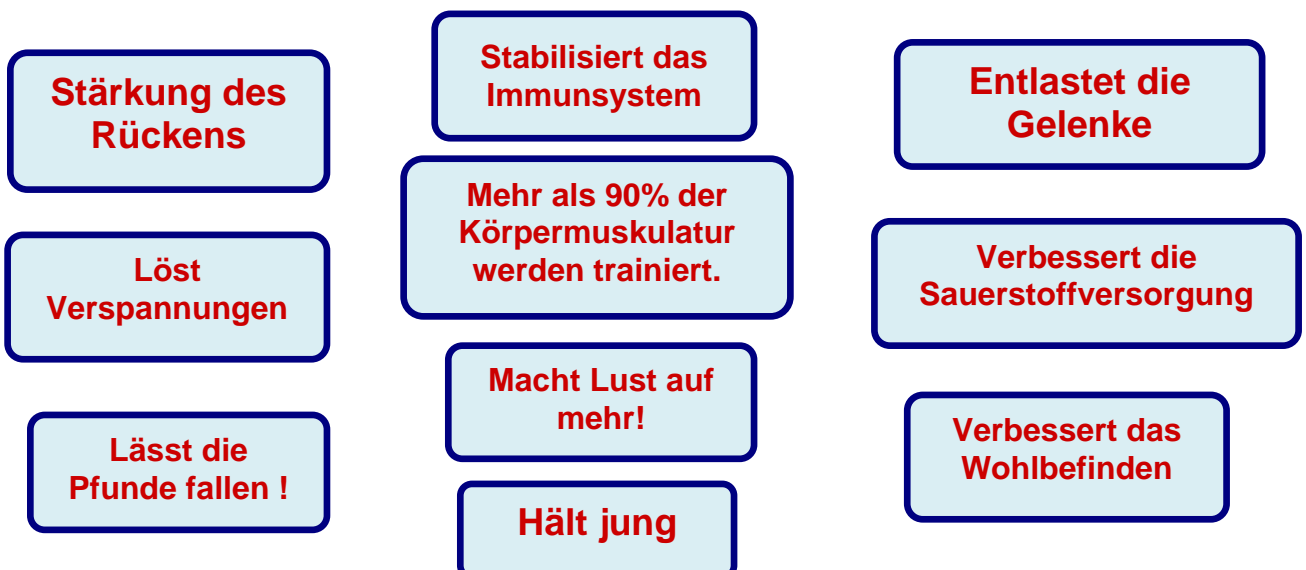 Stärkung des
Rückens
Stabilisiert das
Immunsystem
Entlastet die
Gelenke
Mehr als 90% der
Körpermuskulatur
werden trainiert.
Löst
Verspannungen
Verbessert die
Sauerstoffversorgung
Macht Lust auf
mehr!
Lässt die
Pfunde fallen !
Verbessert das
Wohlbefinden
Hält jung